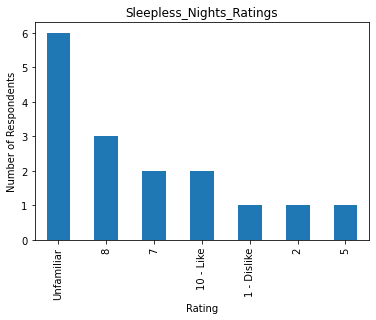 Sleepless_Nights_Ratings
Number of Respondents
6
5
4
3
2
1
0
Unfamiliar
8
7
10 - Like
1 - Dislike
2
5
Rating